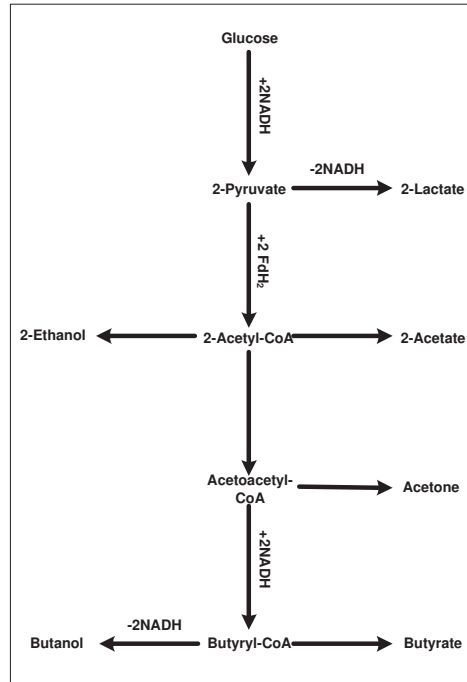 Glucose
+2NADH
2-Pyruvate
-2NADH
2-Lactate
+2 FdH₂
2-Ethanol
2-Acetyl-CoA
2-Acetate
Acetoacetyl-
CoA
Acetone
+2NADH
Butanol
-2NADH
Butyryl-CoA
Butyrate